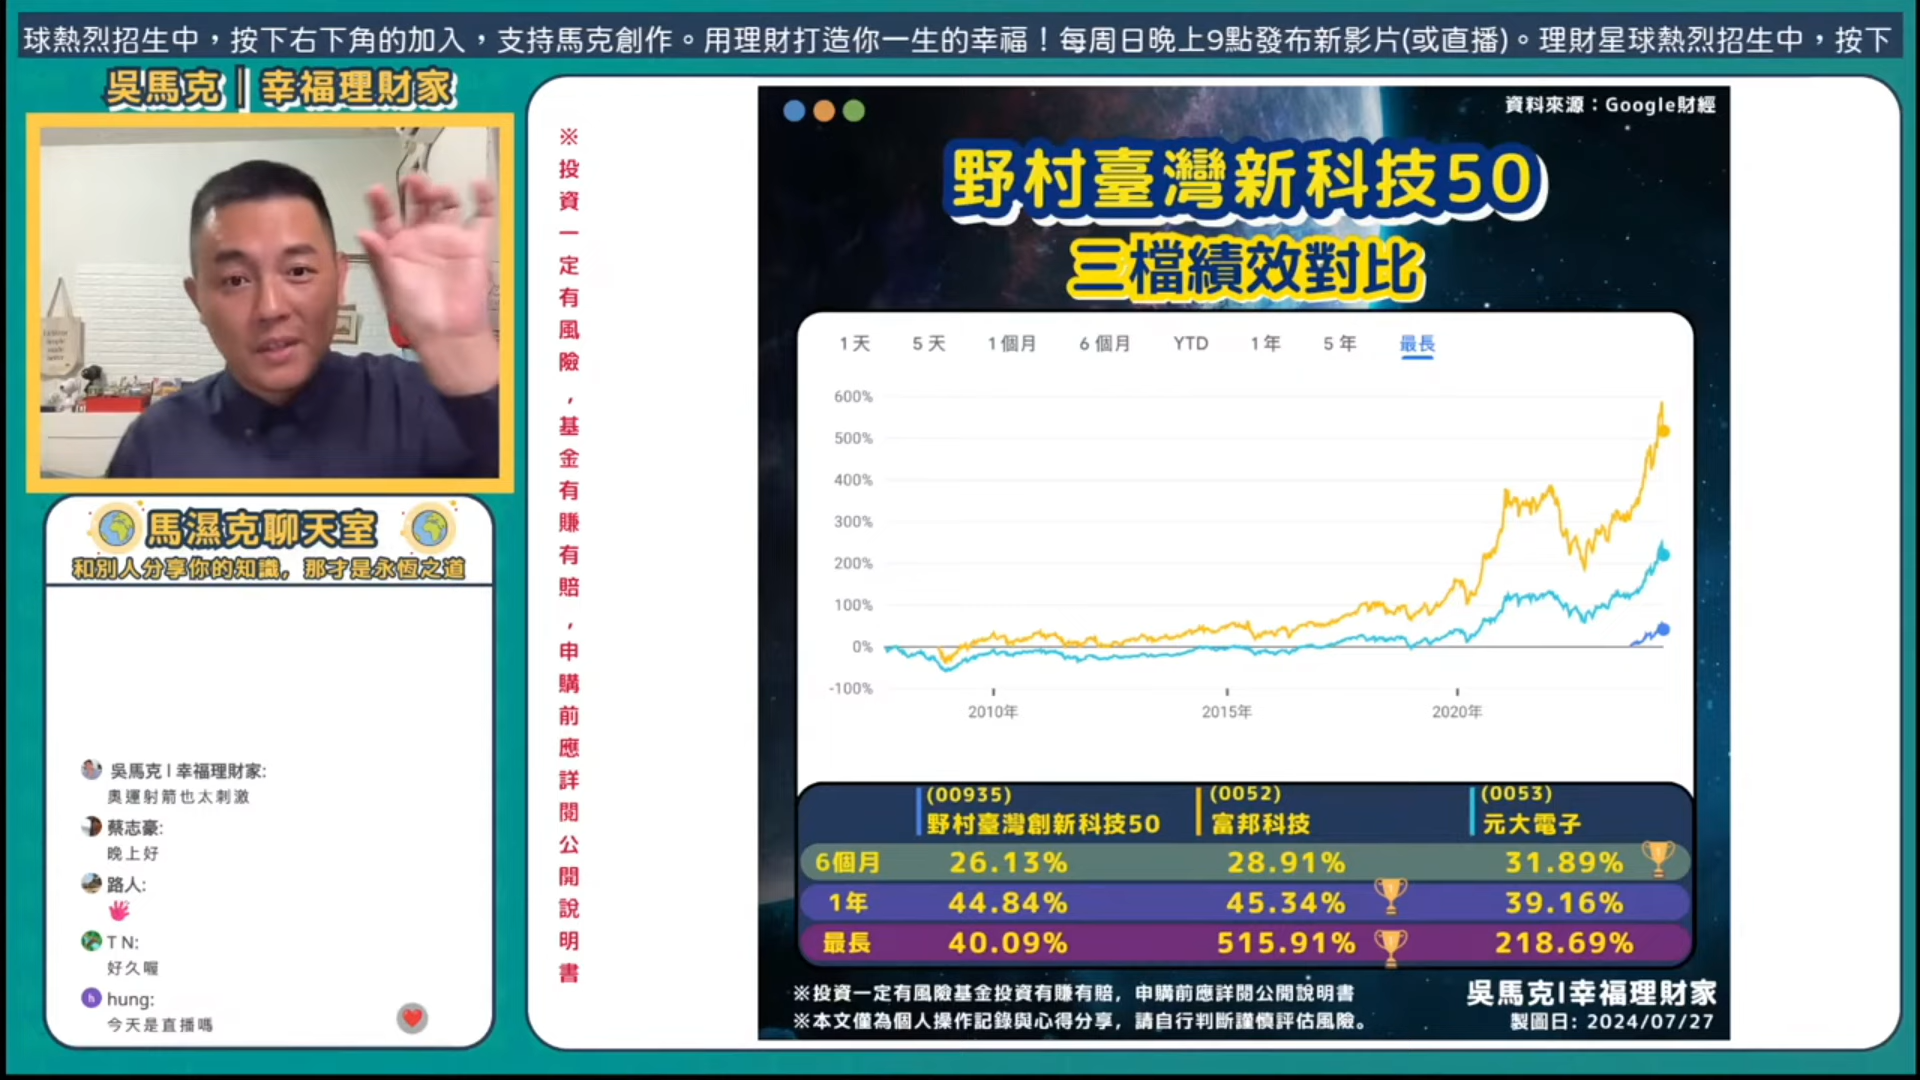 球熱烈招生中，按下右下角的加入，支持馬克創作。用理財打造你一生的幸福！每周日晚上9點發布新影片(或直播)。理財星球熱烈招生中，按下
吳馬克｜幸福理財家
※投資一定有風險，基金有賺有賠，申購前應詳閱公開說明書
馬濕克聊天室
和別人分享你的知識，那才是永恆之道
吳馬克 l 幸福理財家:
奧運射箭也太刺激
蔡志豪:
晚上好
路人:
T N:
好久喔
h
hung:
今天是直播嗎
資料來源：Google財經
野村臺灣新科技50
三檔績效對比
1 天 5 天 1 個月 6 個月 YTD 1 年 5 年 最長
600%
500%
400%
300%
200%
100%
0%
-100%
2010年 2015年 2020年
(00935) (0052) (0053)
野村臺灣創新科技50 富邦科技 元大電子
6個月 26.13% 28.91% 31.89%
1年 44.84% 45.34% 39.16%
最長 40.09% 515.91% 218.69%
※投資一定有風險基金投資有賺有賠，申購前應詳閱公開說明書
※本文僅為個人操作記錄與心得分享，請自行判斷謹慎評估風險。
吳馬克l幸福理財家
製圖日: 2024/07/27